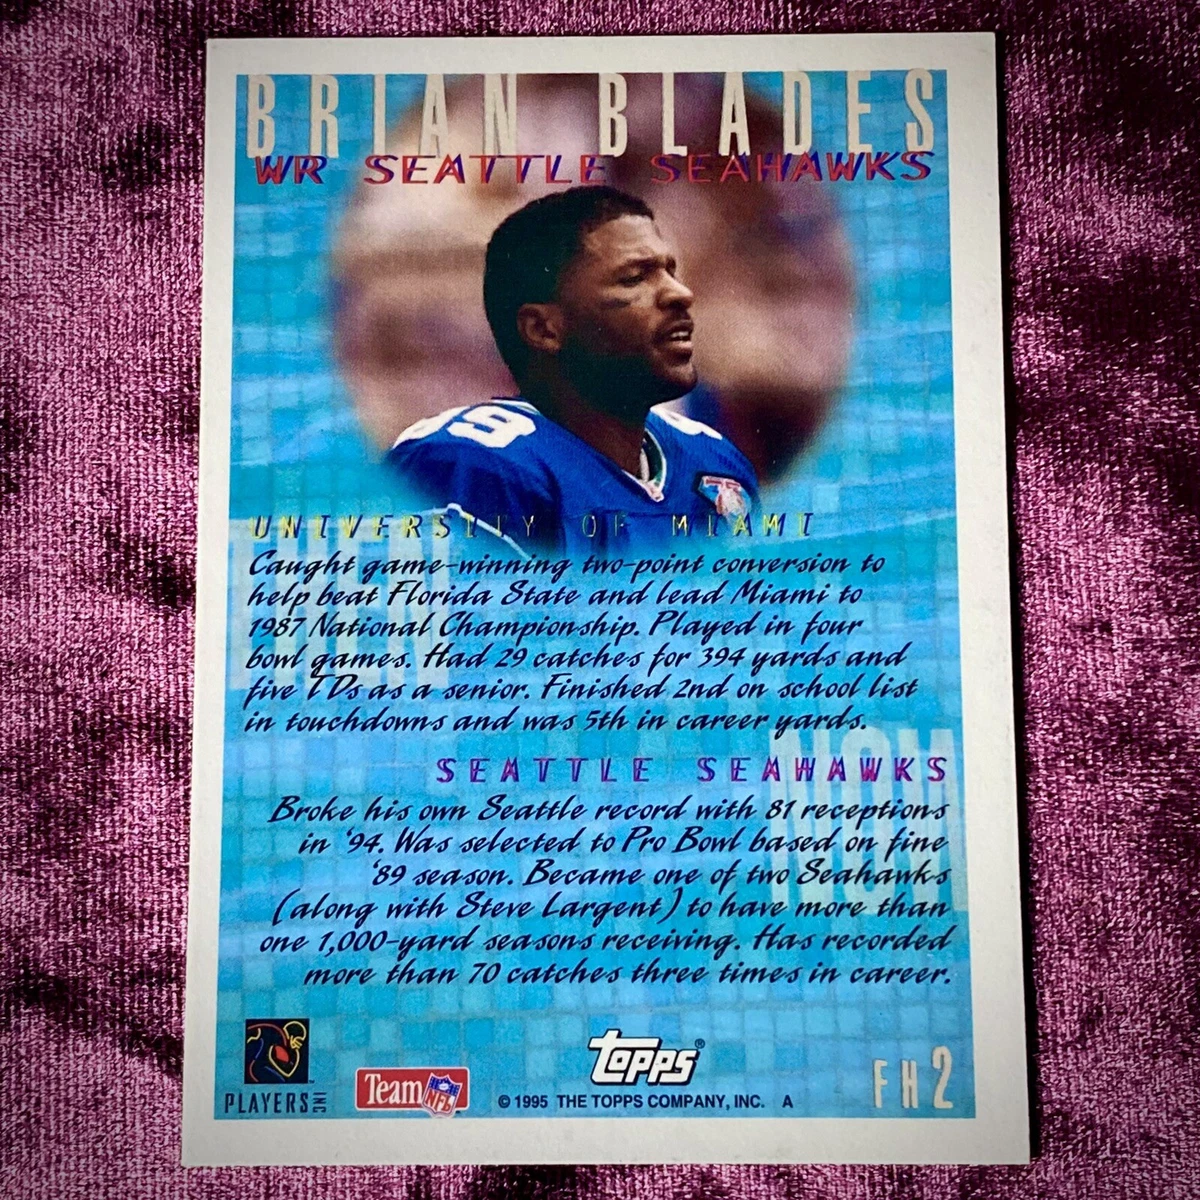 BRIAN BLADES
WR SEATTLE SEAHAWKS
89
UNIVERSITY OF MIAMI
THEN
Caught game-winning two-point conversion to
help beat Florida State and lead Miami to
1987 National Championship. Played in four
bowl games. Had 29 catches for 394 yards and
five TDs as a senior. Finished 2nd on school list
in touchdowns and was 5th in career yards.
NOW
SEATTLE SEAHAWKS
Broke his own Seattle record with 81 receptions
in '94. Was selected to Pro Bowl based on fine
'89 season. Became one of two Seahawks
(along with Steve Largent) to have more than
one 1,000-yard seasons receiving. Has recorded
more than 70 catches three times in career.
PLAYERS INC
Team NFL
topps®
© 1995 THE TOPPS COMPANY, INC. A
FH2